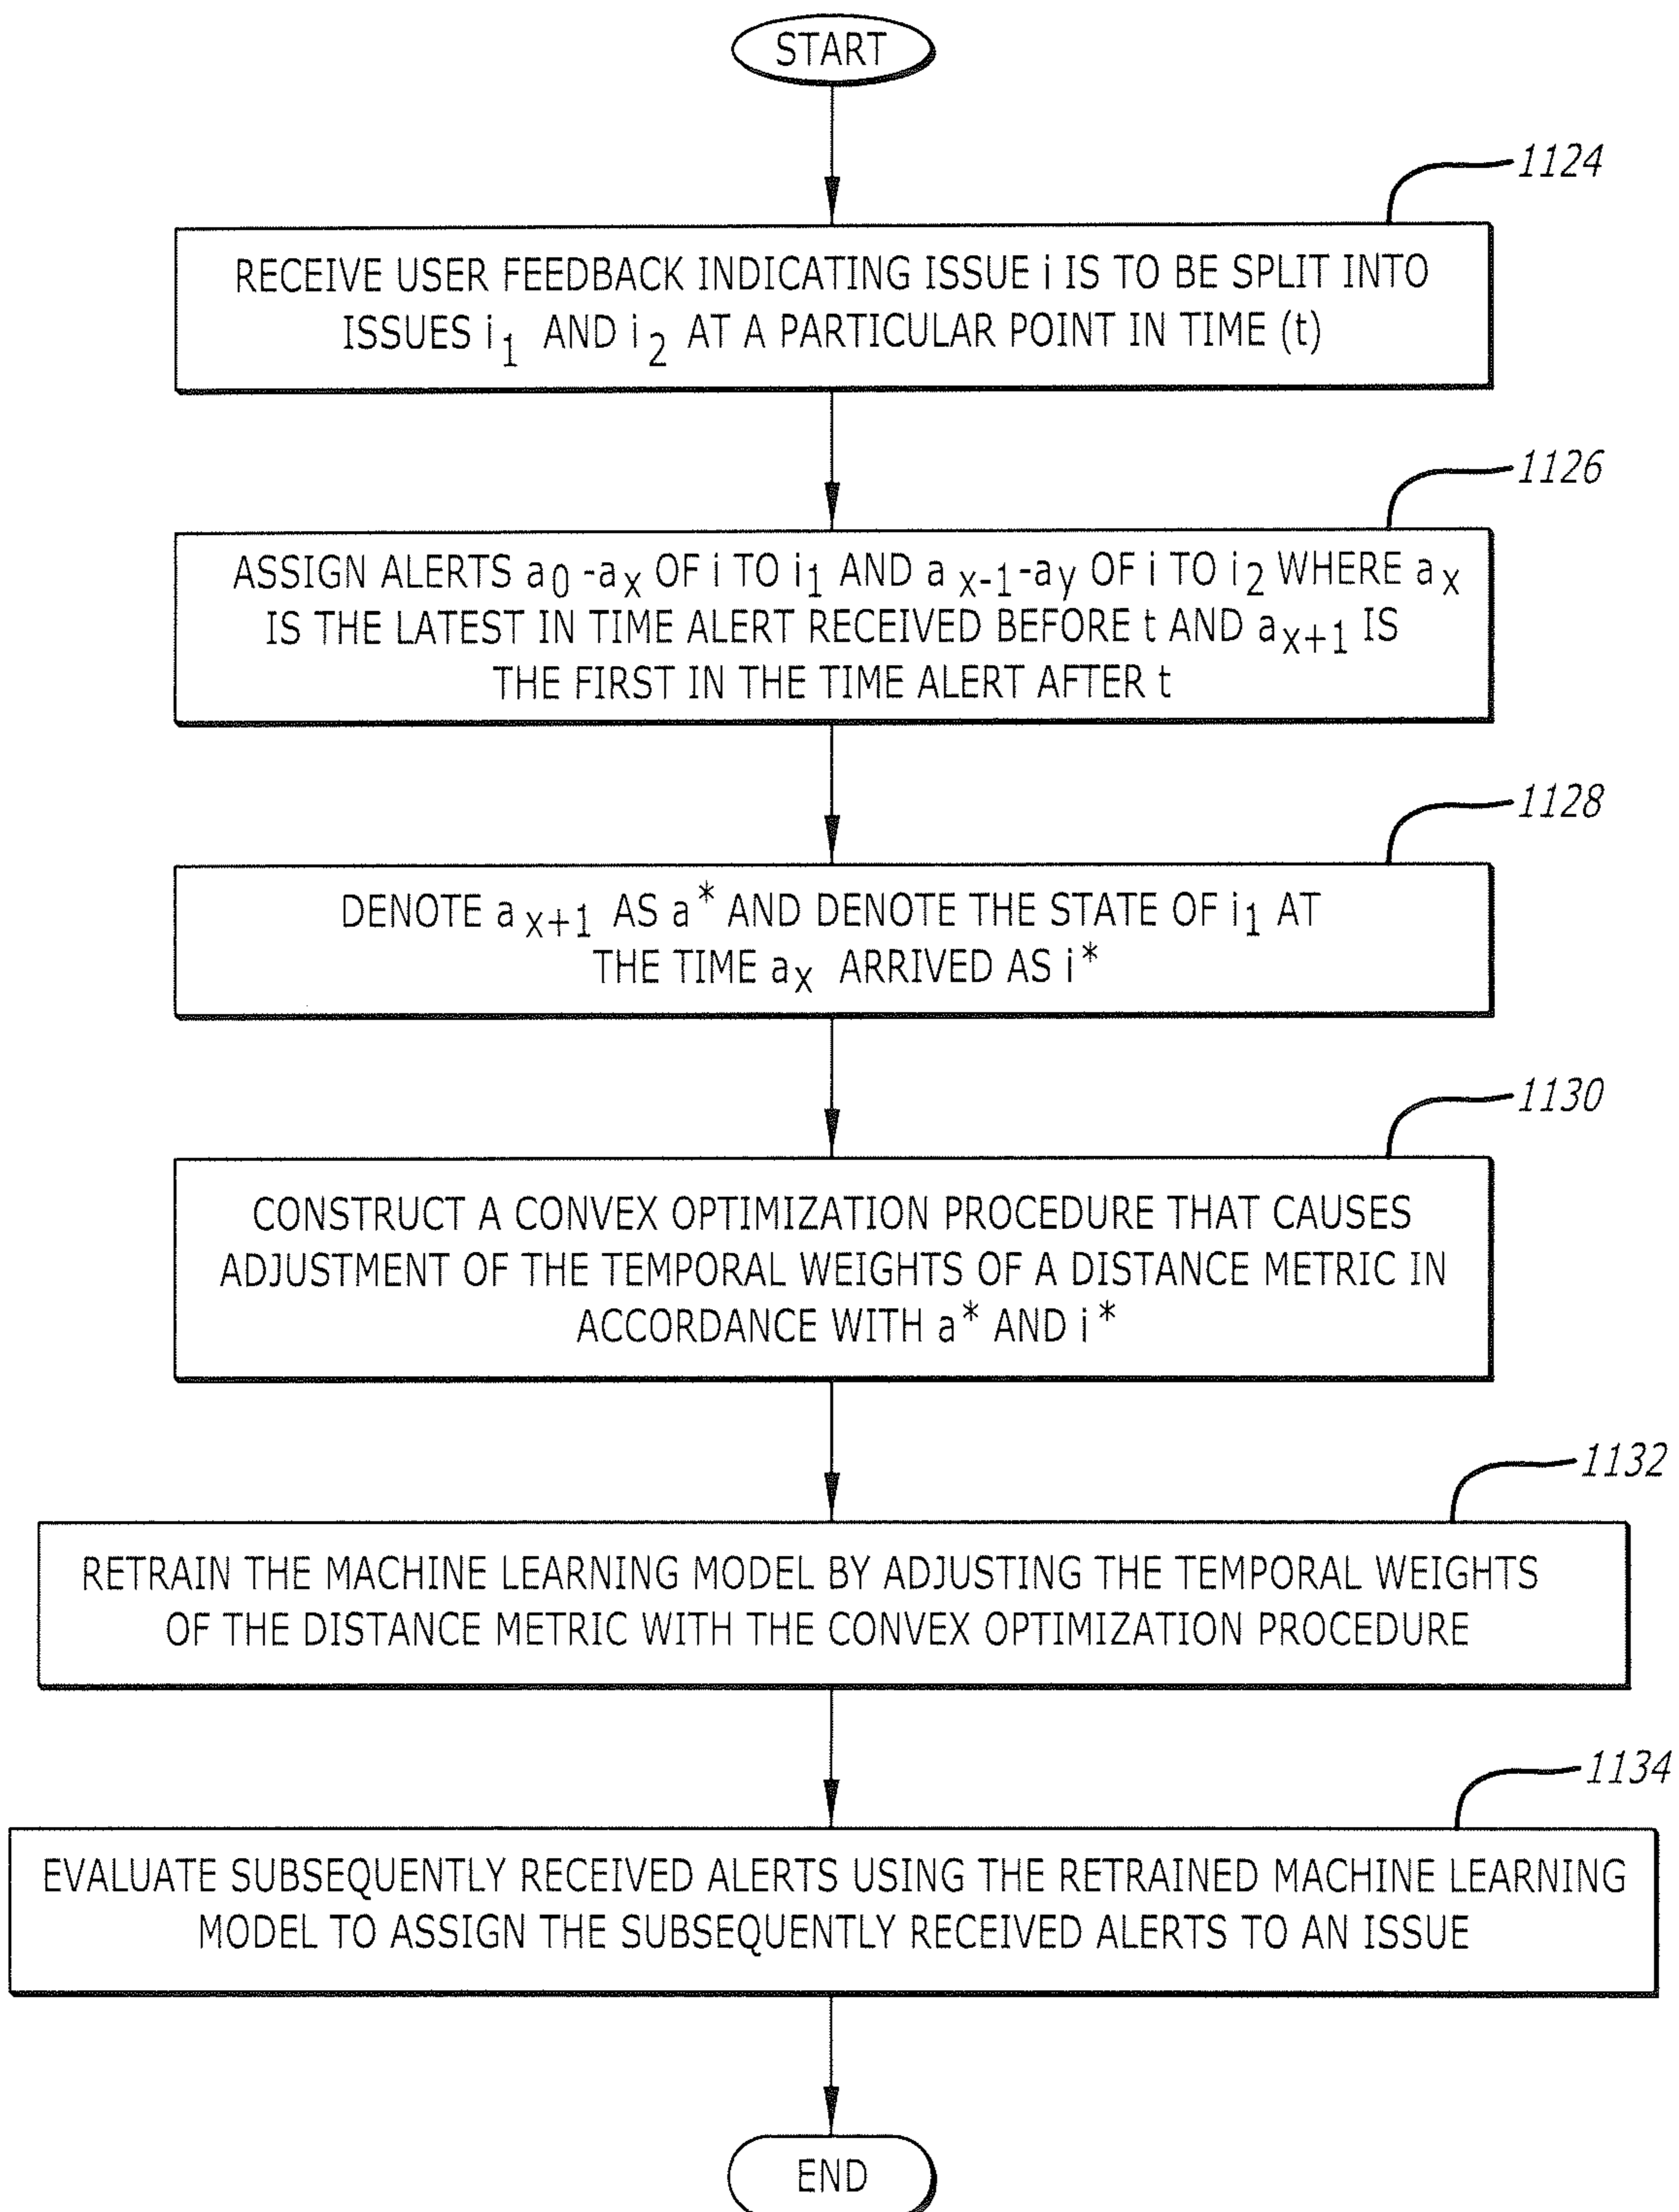 START
1124
RECEIVE USER FEEDBACK INDICATING ISSUE i IS TO BE SPLIT INTO
ISSUES i₁ AND i₂ AT A PARTICULAR POINT IN TIME (t)
1126
ASSIGN ALERTS a₀ -aₓ OF i TO i₁ AND a ₓ₋₁-ay OF i TO i₂ WHERE aₓ
IS THE LATEST IN TIME ALERT RECEIVED BEFORE t AND aₓ₊₁ IS
THE FIRST IN THE TIME ALERT AFTER t
1128
DENOTE aₓ₊₁ AS a* AND DENOTE THE STATE OF i₁ AT
THE TIME aₓ ARRIVED AS i*
1130
CONSTRUCT A CONVEX OPTIMIZATION PROCEDURE THAT CAUSES
ADJUSTMENT OF THE TEMPORAL WEIGHTS OF A DISTANCE METRIC IN
ACCORDANCE WITH a* AND i*
1132
RETRAIN THE MACHINE LEARNING MODEL BY ADJUSTING THE TEMPORAL WEIGHTS
OF THE DISTANCE METRIC WITH THE CONVEX OPTIMIZATION PROCEDURE
1134
EVALUATE SUBSEQUENTLY RECEIVED ALERTS USING THE RETRAINED MACHINE LEARNING
MODEL TO ASSIGN THE SUBSEQUENTLY RECEIVED ALERTS TO AN ISSUE
END